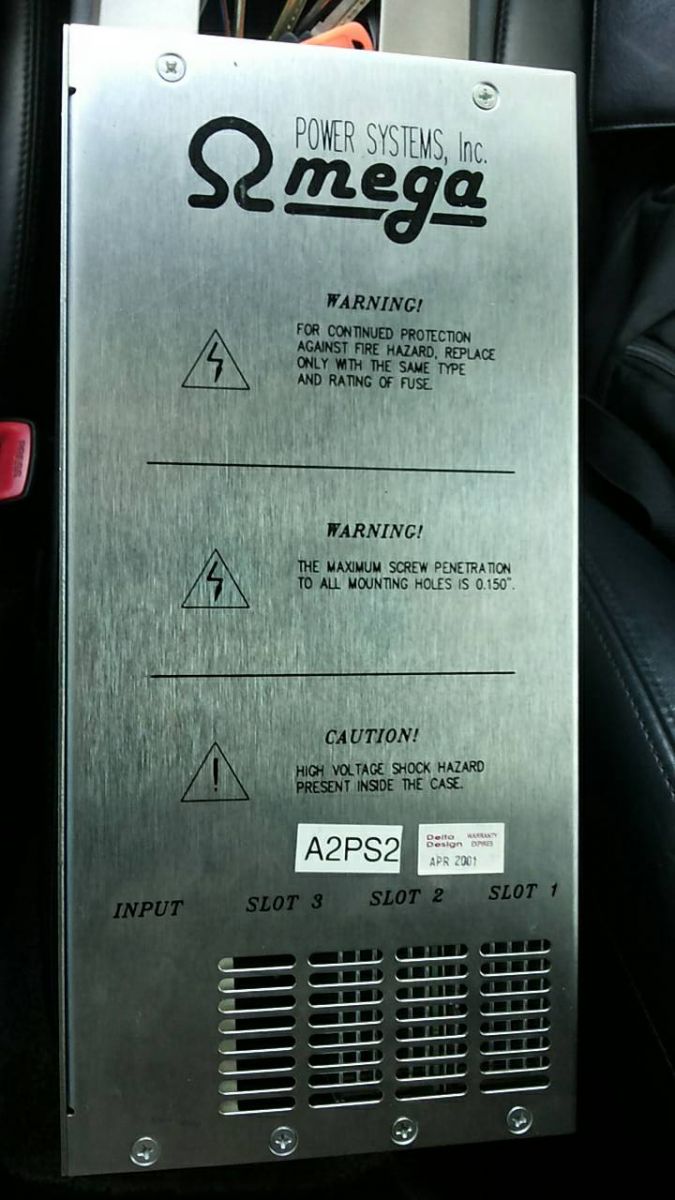 POWER SYSTEMS, Inc.
Ωmega
WARNING!
FOR CONTINUED PROTECTION
AGAINST FIRE HAZARD, REPLACE
ONLY WITH THE SAME TYPE
AND RATING OF FUSE.
WARNING!
THE MAXIMUM SCREW PENETRATION
TO ALL MOUNTING HOLES IS 0.150".
CAUTION!
HIGH VOLTAGE SHOCK HAZARD
PRESENT INSIDE THE CASE.
A2PS2
Delta Design WARRANTY EXPIRES
APR 2001
INPUT SLOT 3 SLOT 2 SLOT 1
PRESS